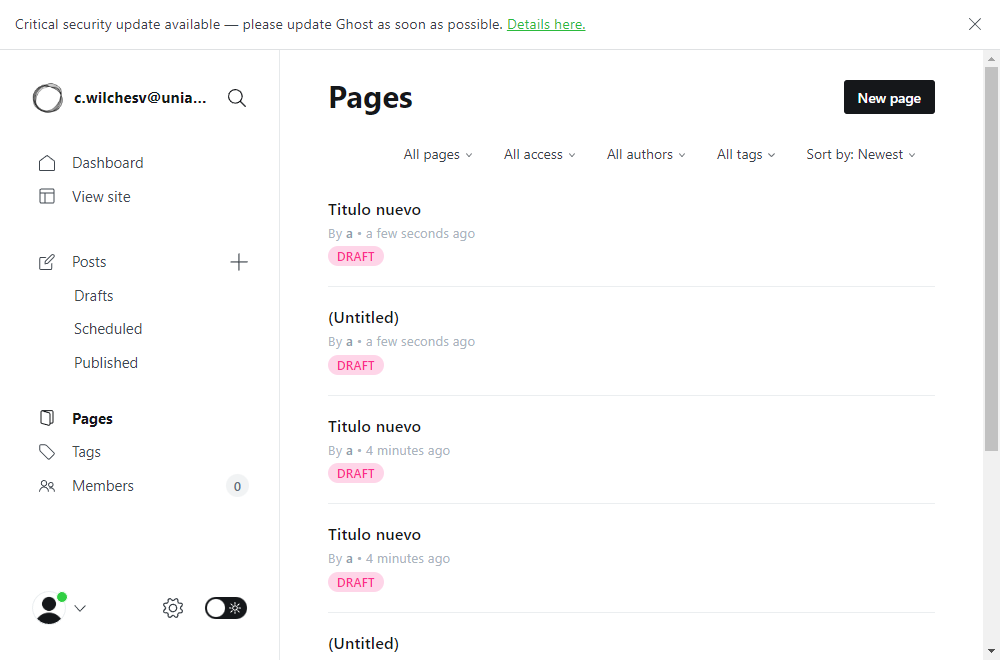 Critical security update available — please update Ghost as soon as possible. Details here.
c.wilchesv@unia...
Dashboard
View site
Posts
Drafts
Scheduled
Published
Pages
Tags
Members
0
Pages
New page
All pages
All access
All authors
All tags
Sort by: Newest
Titulo nuevo
By a • a few seconds ago
DRAFT
(Untitled)
By a • a few seconds ago
DRAFT
Titulo nuevo
By a • 4 minutes ago
DRAFT
Titulo nuevo
By a • 4 minutes ago
DRAFT
(Untitled)